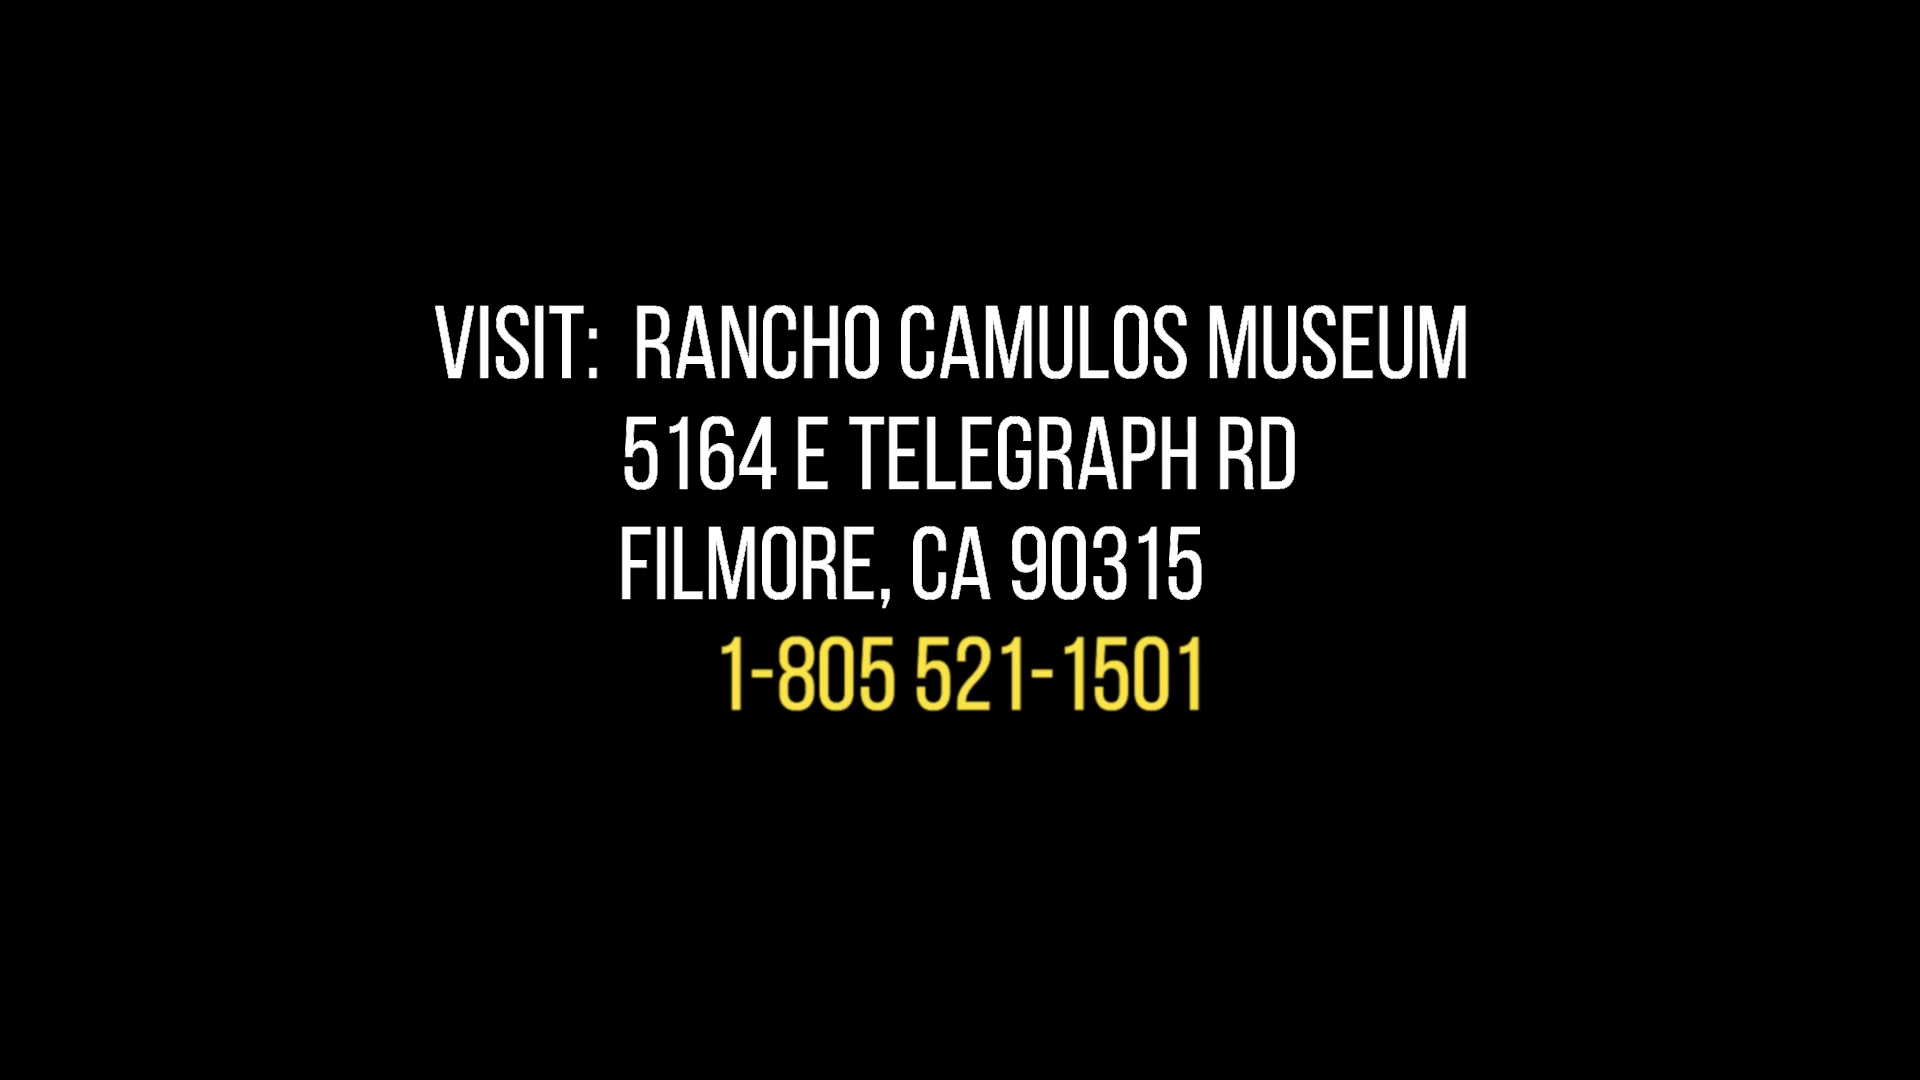 VISIT: RANCHO CAMULOS MUSEUM
5164 E TELEGRAPH RD
FILMORE, CA 90315
1-805 521-1501